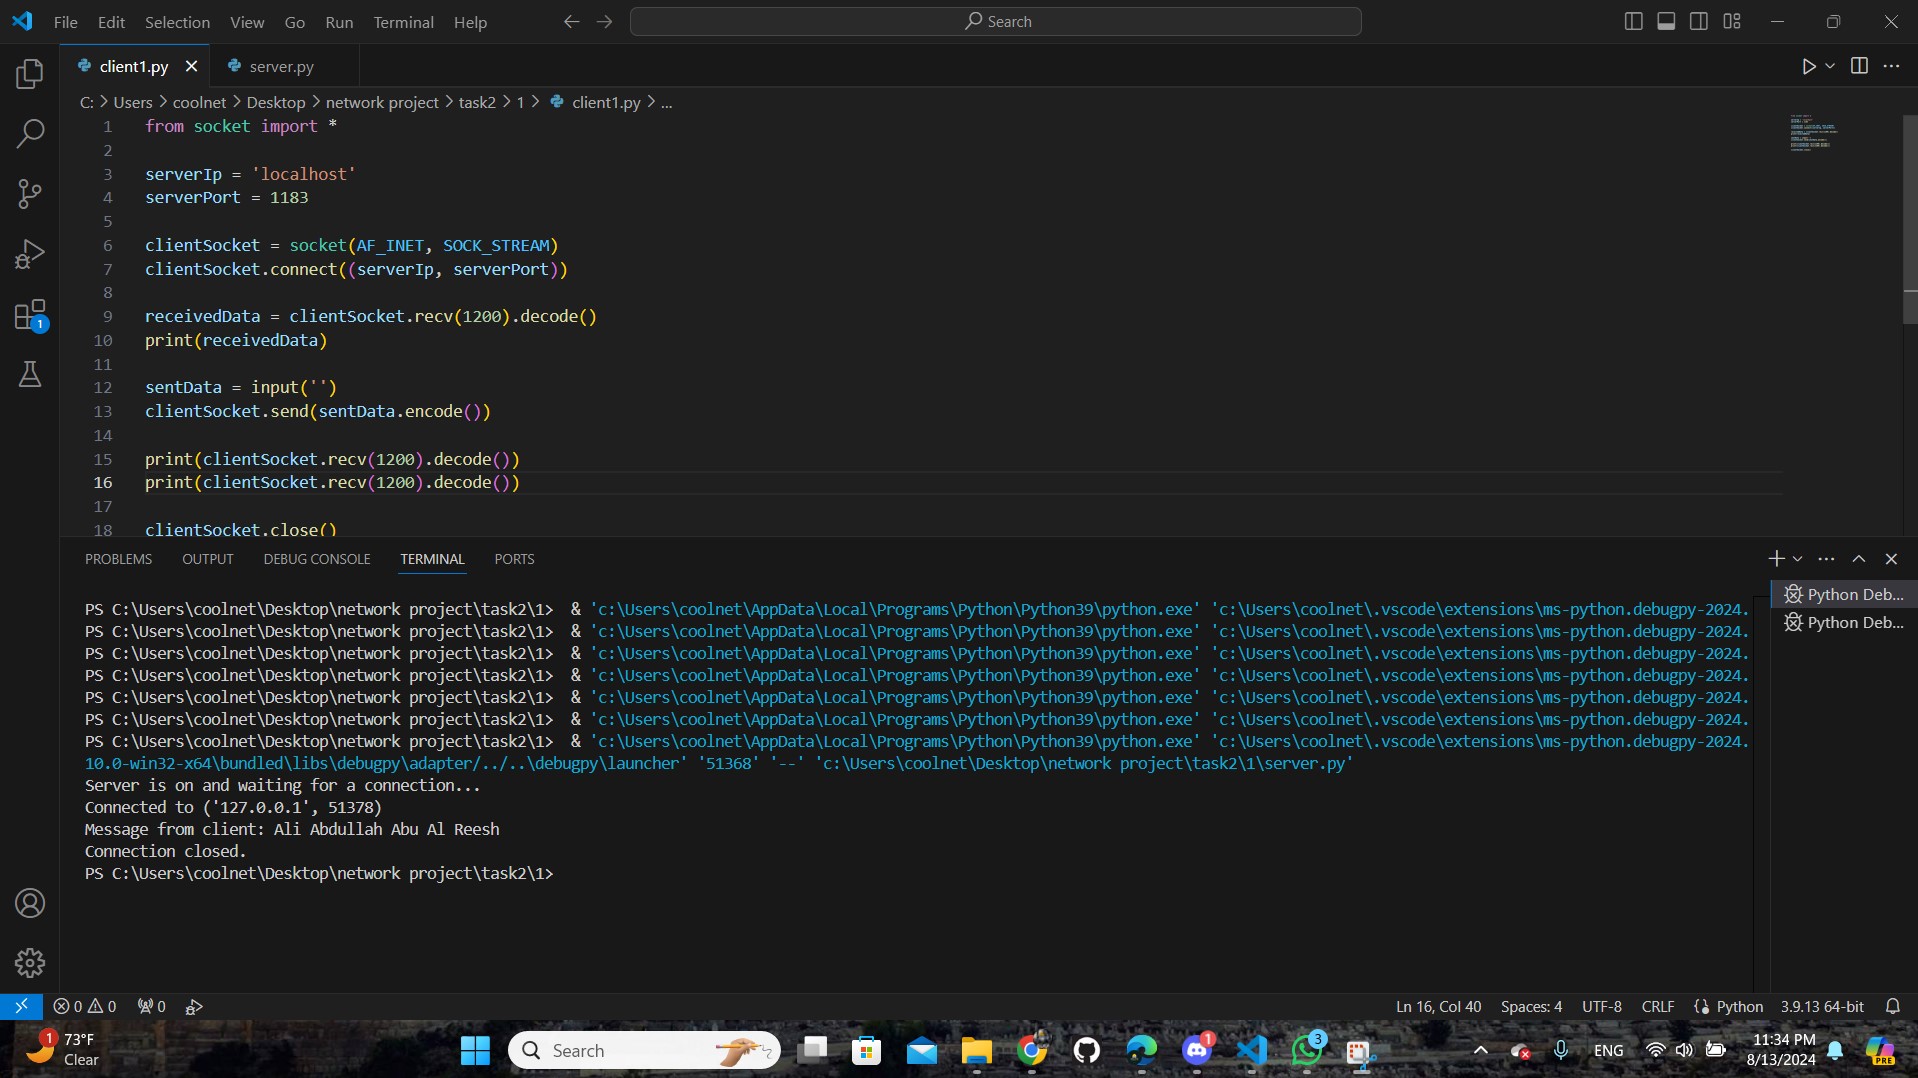 File Edit Selection View Go Run Terminal Help
Search
client1.py
server.py
C: > Users > coolnet > Desktop > network project > task2 > 1 > client1.py > ...
1 from socket import *
2
3 serverIp = 'localhost'
4 serverPort = 1183
5
6 clientSocket = socket(AF_INET, SOCK_STREAM)
7 clientSocket.connect((serverIp, serverPort))
8
9 receivedData = clientSocket.recv(1200).decode()
10 print(receivedData)
11
12 sentData = input('')
13 clientSocket.send(sentData.encode())
14
15 print(clientSocket.recv(1200).decode())
16 print(clientSocket.recv(1200).decode())
17
18 clientSocket.close()
1
PROBLEMS OUTPUT DEBUG CONSOLE TERMINAL PORTS
Python Deb...
Python Deb...
PS C:\Users\coolnet\Desktop\network project\task2\1>  & 'c:\Users\coolnet\AppData\Local\Programs\Python\Python39\python.exe' 'c:\Users\coolnet\.vscode\extensions\ms-python.debugpy-2024.
PS C:\Users\coolnet\Desktop\network project\task2\1>  & 'c:\Users\coolnet\AppData\Local\Programs\Python\Python39\python.exe' 'c:\Users\coolnet\.vscode\extensions\ms-python.debugpy-2024.
PS C:\Users\coolnet\Desktop\network project\task2\1>  & 'c:\Users\coolnet\AppData\Local\Programs\Python\Python39\python.exe' 'c:\Users\coolnet\.vscode\extensions\ms-python.debugpy-2024.
PS C:\Users\coolnet\Desktop\network project\task2\1>  & 'c:\Users\coolnet\AppData\Local\Programs\Python\Python39\python.exe' 'c:\Users\coolnet\.vscode\extensions\ms-python.debugpy-2024.
PS C:\Users\coolnet\Desktop\network project\task2\1>  & 'c:\Users\coolnet\AppData\Local\Programs\Python\Python39\python.exe' 'c:\Users\coolnet\.vscode\extensions\ms-python.debugpy-2024.
PS C:\Users\coolnet\Desktop\network project\task2\1>  & 'c:\Users\coolnet\AppData\Local\Programs\Python\Python39\python.exe' 'c:\Users\coolnet\.vscode\extensions\ms-python.debugpy-2024.
PS C:\Users\coolnet\Desktop\network project\task2\1>  & 'c:\Users\coolnet\AppData\Local\Programs\Python\Python39\python.exe' 'c:\Users\coolnet\.vscode\extensions\ms-python.debugpy-2024.
10.0-win32-x64\bundled\libs\debugpy\adapter/../..\debugpy\launcher' '51368' '--' 'c:\Users\coolnet\Desktop\network project\task2\1\server.py'
Server is on and waiting for a connection...
Connected to ('127.0.0.1', 51378)
Message from client: Ali Abdullah Abu Al Reesh
Connection closed.
PS C:\Users\coolnet\Desktop\network project\task2\1>
0 0 0 Ln 16, Col 40 Spaces: 4 UTF-8 CRLF Python 3.9.13 64-bit
1 73°F
Clear
Search
1
3
ENG
11:34 PM
8/13/2024
PRE